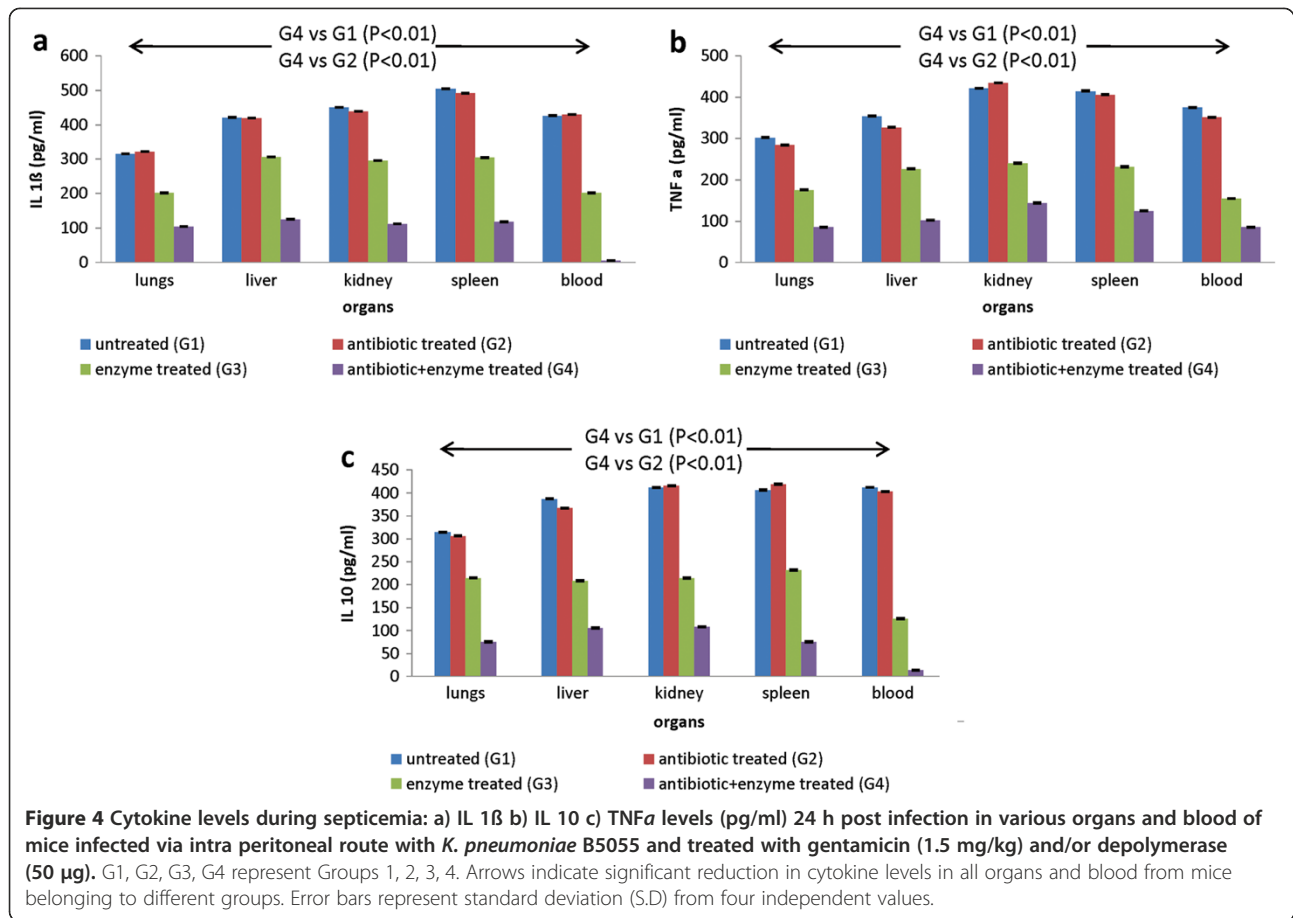 a
G4 vs G1 (P<0.01)
G4 vs G2 (P<0.01)
IL 1ß (pg/ml)
600
500
400
300
200
100
0
lungs liver kidney spleen blood
organs
untreated (G1) antibiotic treated (G2)
enzyme treated (G3) antibiotic+enzyme treated (G4)
b
G4 vs G1 (P<0.01)
G4 vs G2 (P<0.01)
TNF a (pg/ml)
500
400
300
200
100
0
lungs liver kidney spleen blood
organs
untreated (G1) antibiotic treated (G2)
enzyme treated (G3) antibiotic+enzyme treated (G4)
c
G4 vs G1 (P<0.01)
G4 vs G2 (P<0.01)
IL 10 (pg/ml)
450
400
350
300
250
200
150
100
50
0
lungs liver kidney spleen blood
organs
untreated (G1) antibiotic treated (G2)
enzyme treated (G3) antibiotic+enzyme treated (G4)
Figure 4 Cytokine levels during septicemia: a) IL 1ß b) IL 10 c) TNFα levels (pg/ml) 24 h post infection in various organs and blood of
mice infected via intra peritoneal route with K. pneumoniae B5055 and treated with gentamicin (1.5 mg/kg) and/or depolymerase
(50 μg). G1, G2, G3, G4 represent Groups 1, 2, 3, 4. Arrows indicate significant reduction in cytokine levels in all organs and blood from mice
belonging to different groups. Error bars represent standard deviation (S.D) from four independent values.